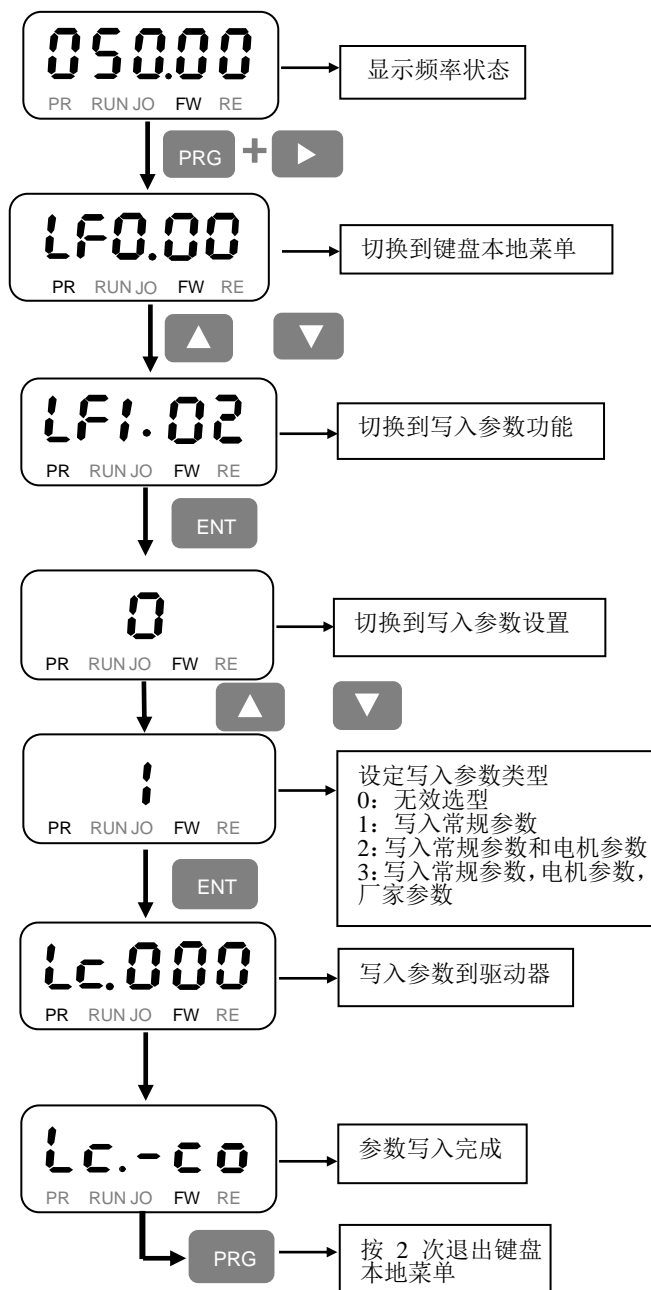 050.00
显示频率状态
PR RUN JO FW RE
PRG + ▶
LF0.00
切换到键盘本地菜单
PR RUN JO FW RE
▲ ▼
LF1.02
切换到写入参数功能
PR RUN JO FW RE
ENT
0
切换到写入参数设置
PR RUN JO FW RE
▲ ▼
1
PR RUN JO FW RE
设定写入参数类型
0：无效选型
1：写入常规参数
2：写入常规参数和电机参数
3：写入常规参数，电机参数，
厂家参数
ENT
Lc.000
写入参数到驱动器
PR RUN JO FW RE
Lc.-co
参数写入完成
PR RUN JO FW RE
PRG
按 2 次退出键盘
本地菜单